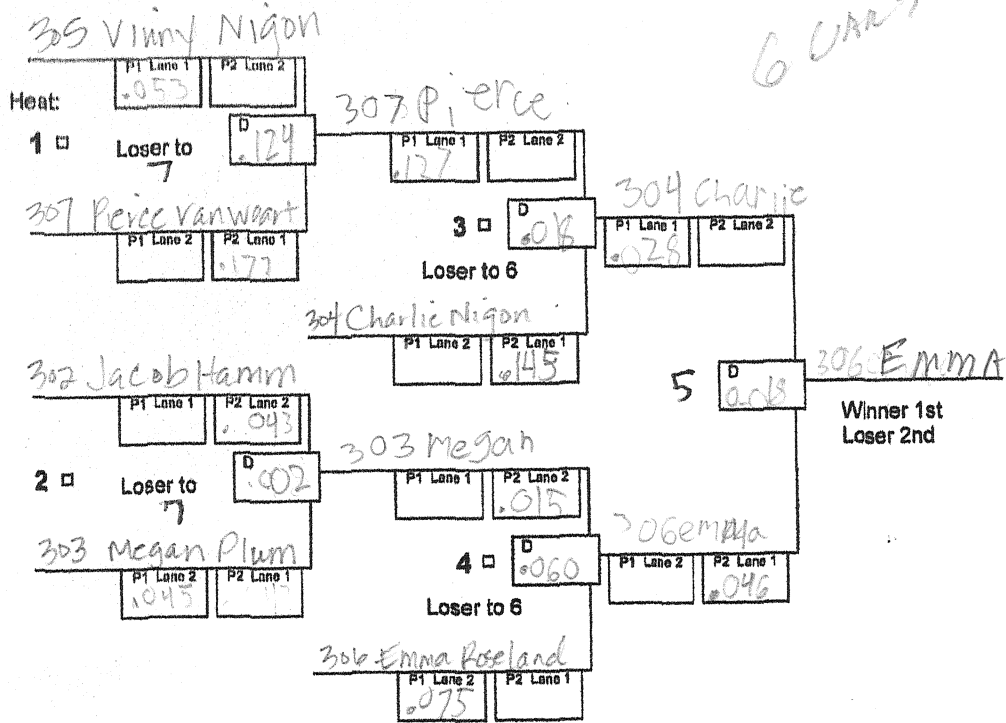 6 CARS
305 Vinny Nigon
P1 Lane 1 P2 Lane 2
.053
Heat:
307 Pierce
1 Loser to D .124
7
P1 Lane 1 P2 Lane 2
.127
304 Charlie
307 Pierce Vanweart
3 D .018
P1 Lane 1 P2 Lane 2
.028
P1 Lane 2 P2 Lane 1
.177
Loser to 6
304 Charlie Nigon
P1 Lane 2 P2 Lane 1
.145
302 Jacob Hamm
5 D 0.018
306 EMMA
P1 Lane 1 P2 Lane 2
.043
Winner 1st
Loser 2nd
303 Megan
2 Loser to D .002
7
P1 Lane 1 P2 Lane 2
.015
306 emma
303 Megan Plum
4 D .060
P1 Lane 2 P2 Lane 1
.046
P1 Lane 2 P2 Lane 1
.045
Loser to 6
306 Emma Roseland
P1 Lane 2 P2 Lane 1
.075